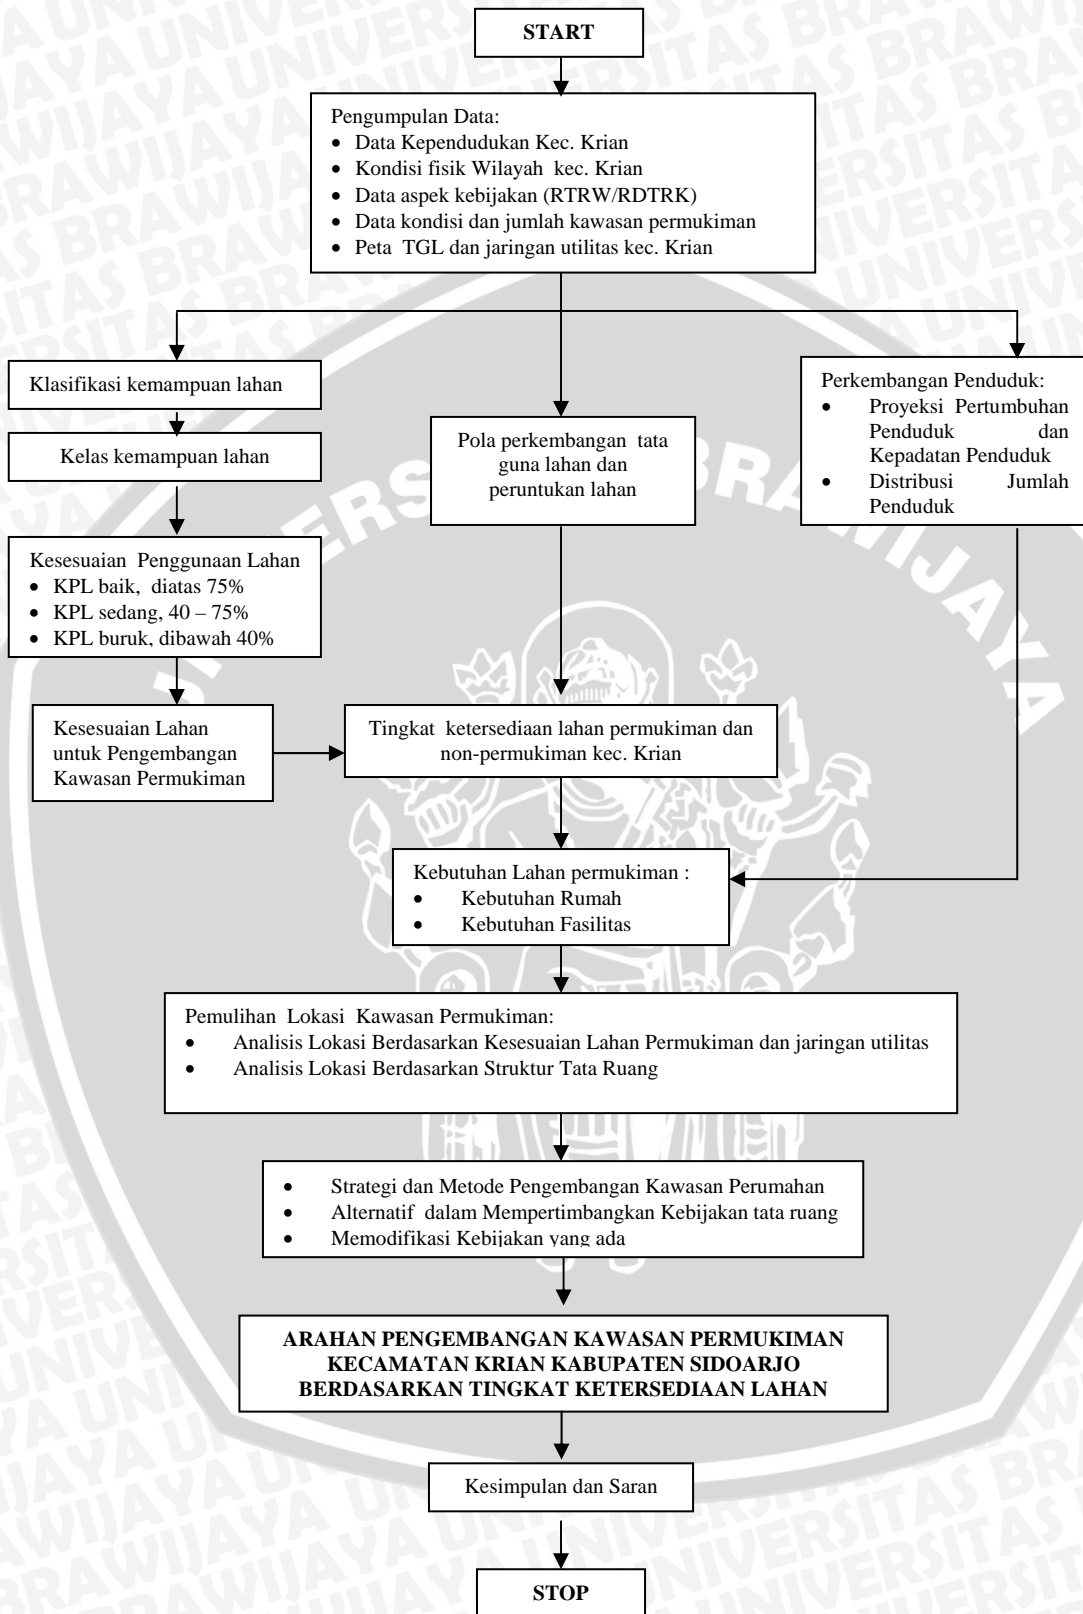 START
Pengumpulan Data:
• Data Kependudukan Kec. Krian
• Kondisi fisik Wilayah kec. Krian
• Data aspek kebijakan (RTRW/RDTRK)
• Data kondisi dan jumlah kawasan permukiman
• Peta TGL dan jaringan utilitas kec. Krian
Klasifikasi kemampuan lahan
Kelas kemampuan lahan
Kesesuaian Penggunaan Lahan
• KPL baik, diatas 75%
• KPL sedang, 40 – 75%
• KPL buruk, dibawah 40%
Kesesuaian Lahan
untuk Pengembangan
Kawasan Permukiman
Pola perkembangan tata
guna lahan dan
peruntukan lahan
Perkembangan Penduduk:
• Proyeksi Pertumbuhan
Penduduk dan
Kepadatan Penduduk
• Distribusi Jumlah
Penduduk
Tingkat ketersediaan lahan permukiman dan
non-permukiman kec. Krian
Kebutuhan Lahan permukiman :
• Kebutuhan Rumah
• Kebutuhan Fasilitas
Pemulihan Lokasi Kawasan Permukiman:
• Analisis Lokasi Berdasarkan Kesesuaian Lahan Permukiman dan jaringan utilitas
• Analisis Lokasi Berdasarkan Struktur Tata Ruang
• Strategi dan Metode Pengembangan Kawasan Perumahan
• Alternatif dalam Mempertimbangkan Kebijakan tata ruang
• Memodifikasi Kebijakan yang ada
ARAHAN PENGEMBANGAN KAWASAN PERMUKIMAN
KECAMATAN KRIAN KABUPATEN SIDOARJO
BERDASARKAN TINGKAT KETERSEDIAAN LAHAN
Kesimpulan dan Saran
STOP